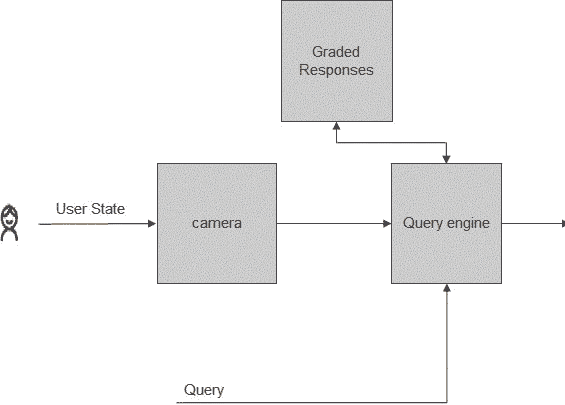 Graded
Responses
User State
camera
Query engine
Query